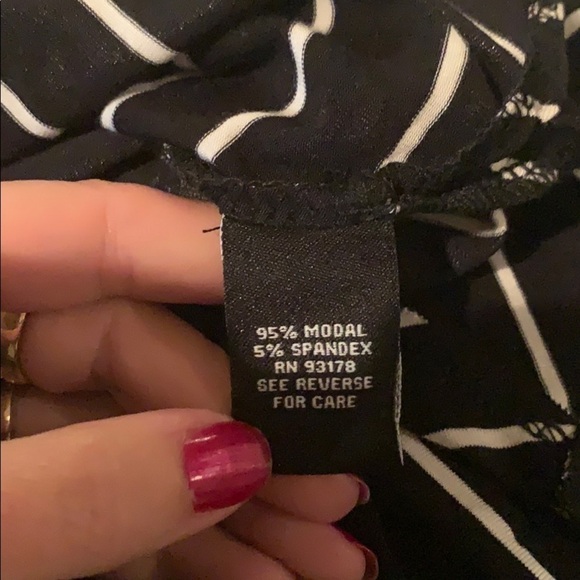 95% MODAL
5% SPANDEX
RN 93178
SEE REVERSE
FOR CARE